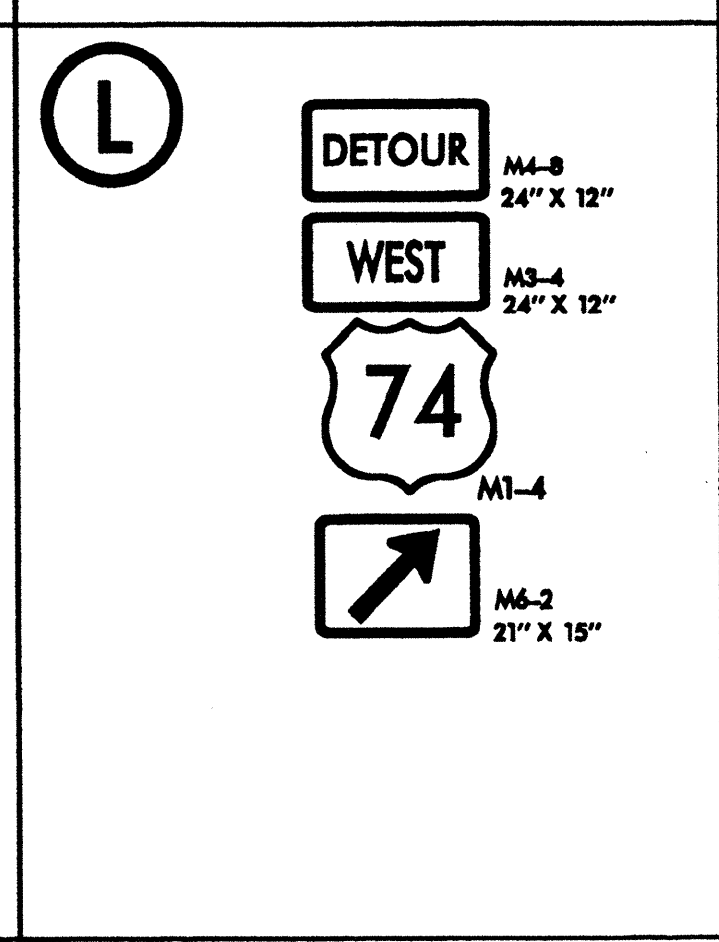 L
DETOUR
M4-8
24" X 12"
WEST
M3-4
24" X 12"
74
M1-4
M6-2
21" X 15"